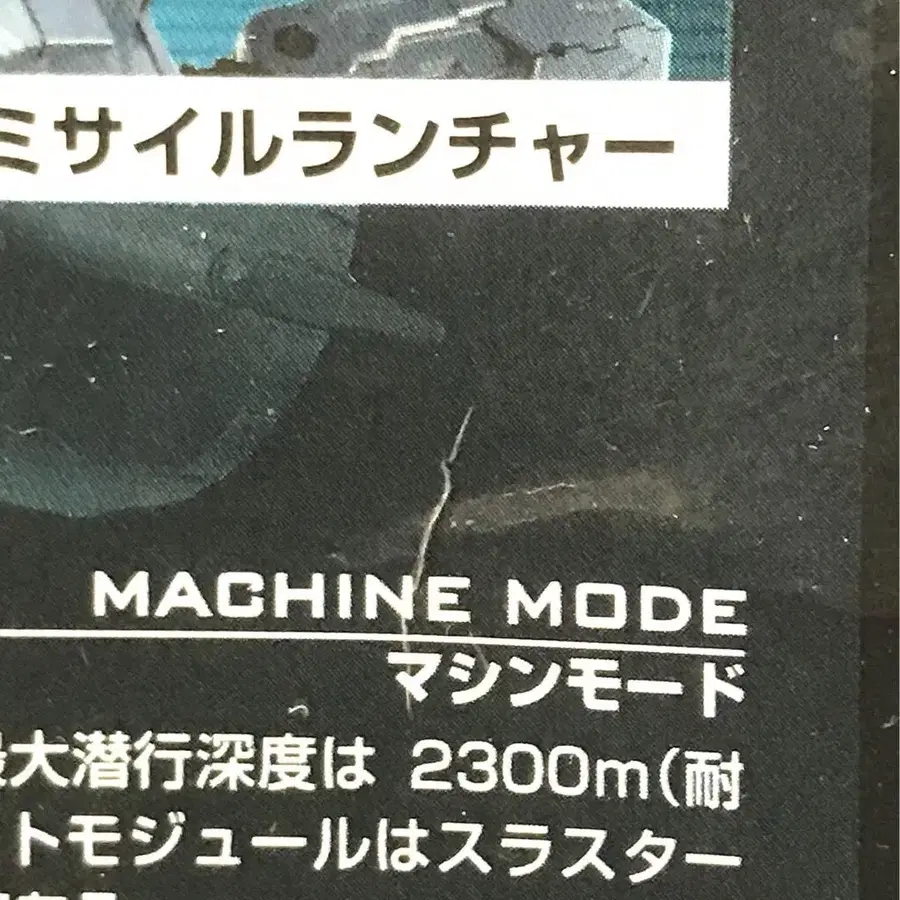 ミサイルランチャー
MACHINE MODE
マシンモード
最大潜行深度は 2300m(耐
トモジュールはスラスター